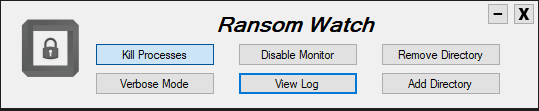 Ransom Watch
Kill Processes Disable Monitor Remove Directory
Verbose Mode View Log Add Directory